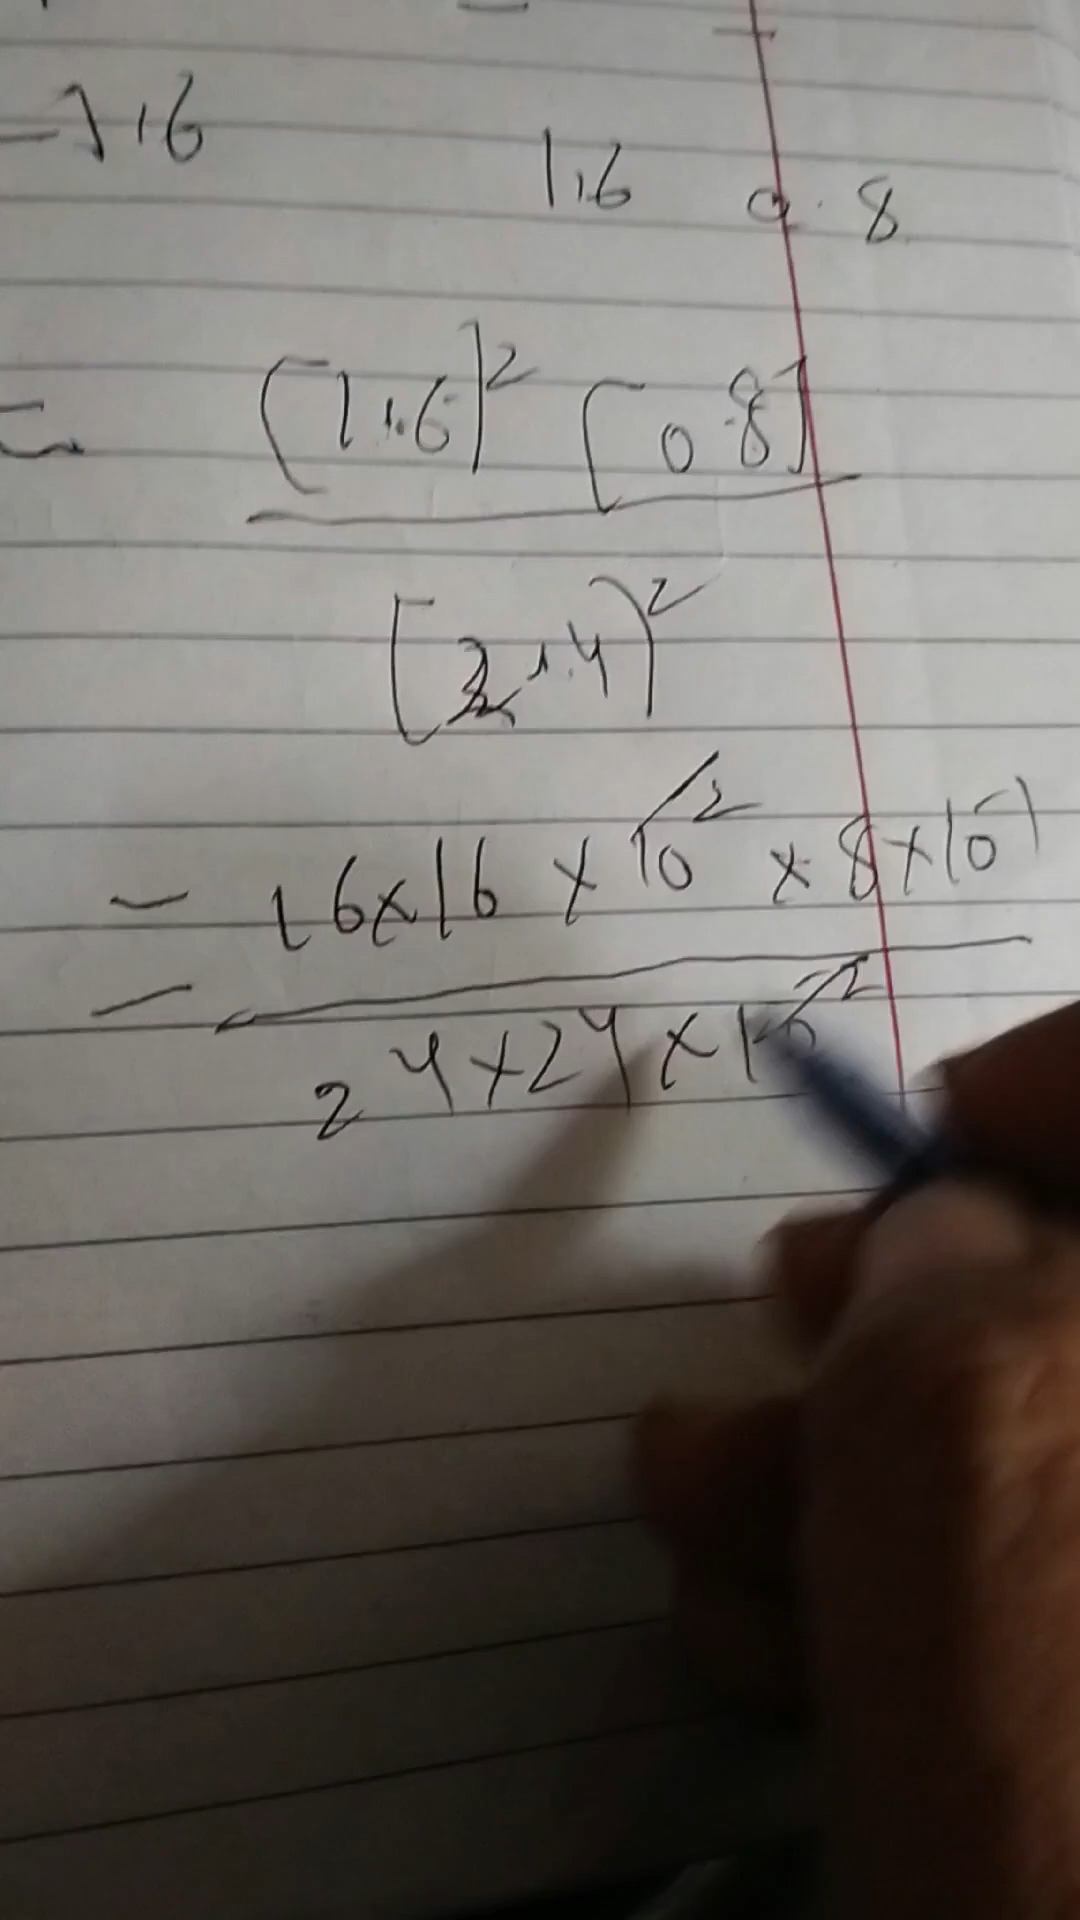 1.6
1.6 0.8
= (1.6)² (0.8)
(2.4)²
= 16×16 × 10⁻² × 8×10⁻¹
24×24×10⁻²